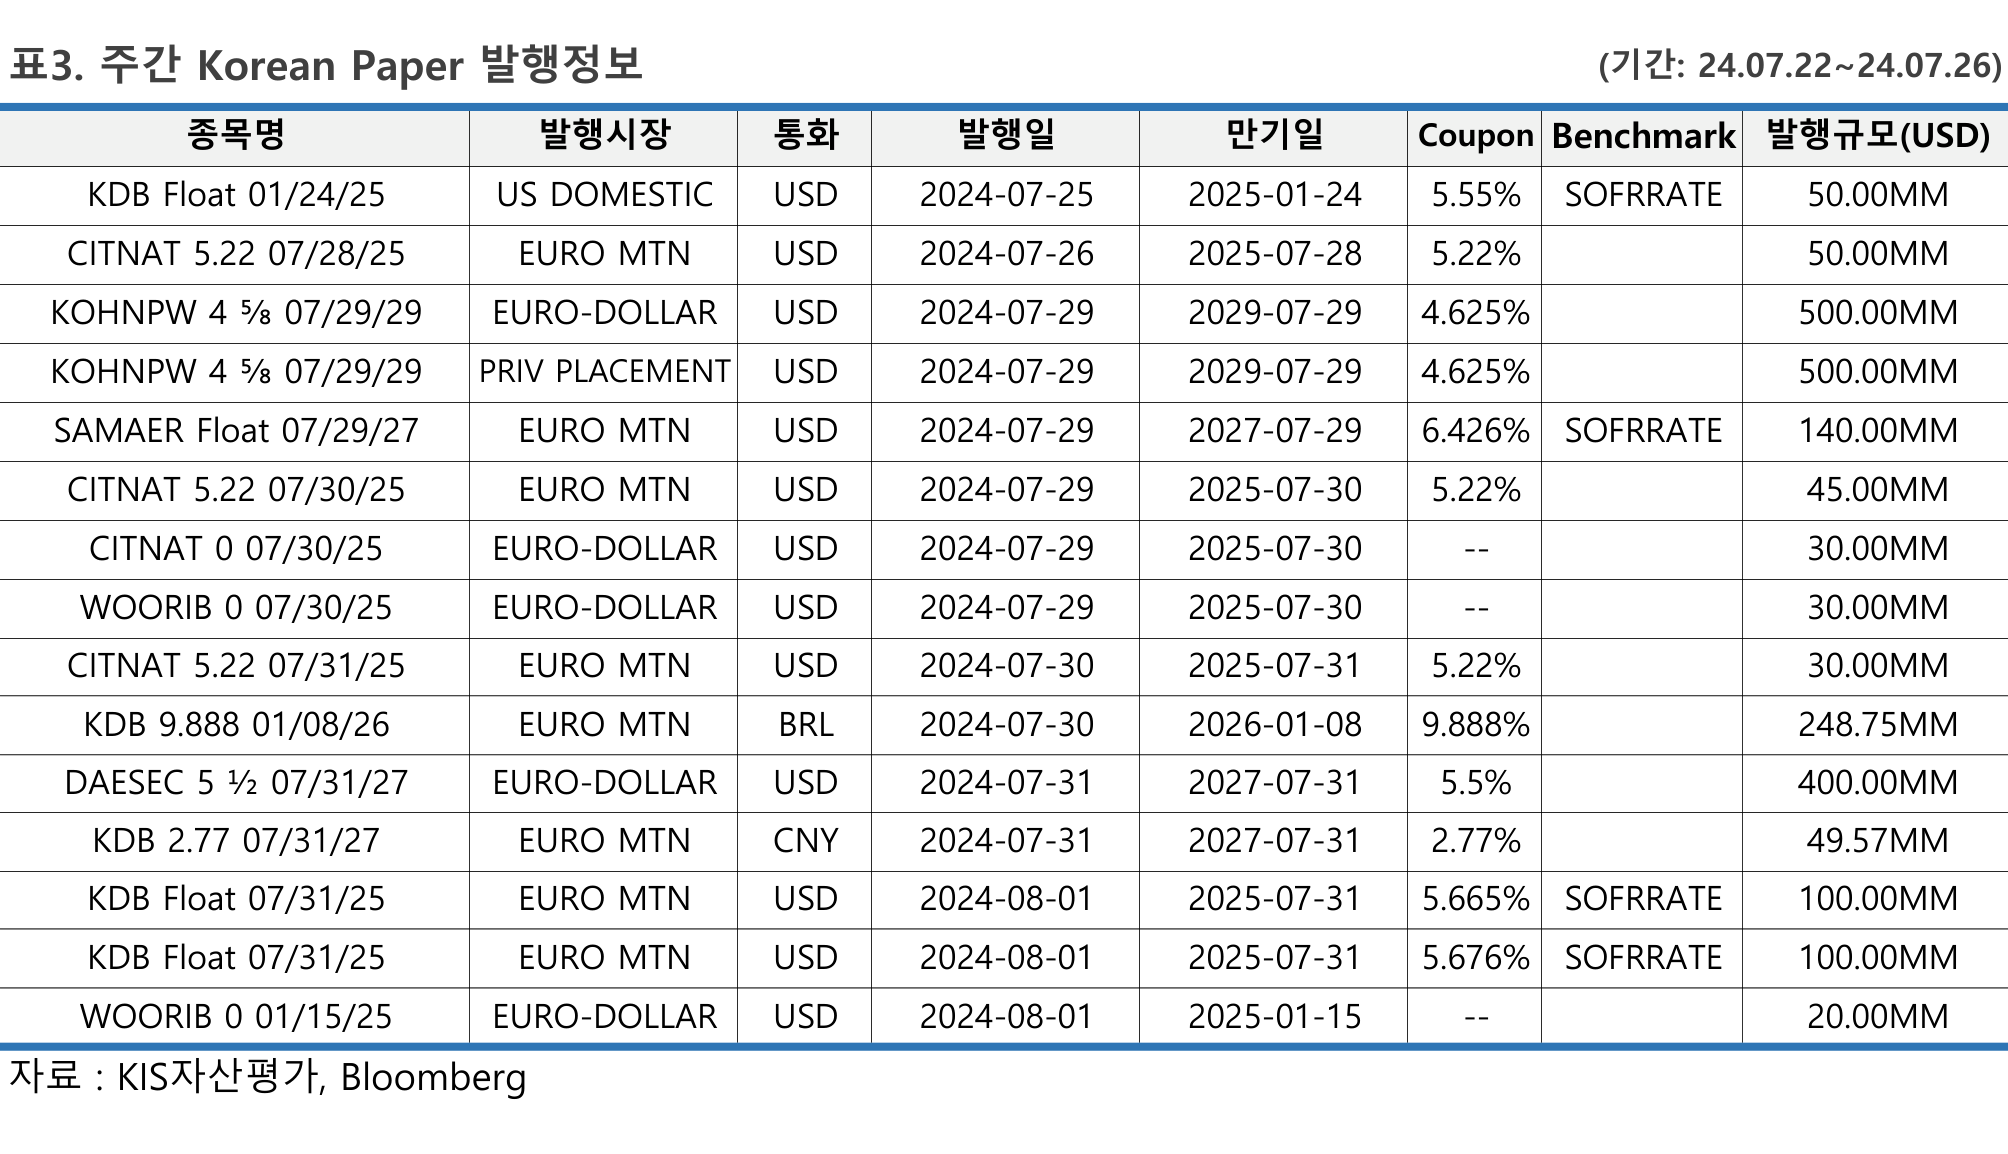 표3. 주간 Korean Paper 발행정보 (기간: 24.07.22~24.07.26)
종목명 발행시장 통화 발행일 만기일 Coupon Benchmark 발행규모(USD)
KDB Float 01/24/25 US DOMESTIC USD 2024-07-25 2025-01-24 5.55% SOFRRATE 50.00MM
CITNAT 5.22 07/28/25 EURO MTN USD 2024-07-26 2025-07-28 5.22% 50.00MM
KOHNPW 4 ⅝ 07/29/29 EURO-DOLLAR USD 2024-07-29 2029-07-29 4.625% 500.00MM
KOHNPW 4 ⅝ 07/29/29 PRIV PLACEMENT USD 2024-07-29 2029-07-29 4.625% 500.00MM
SAMAER Float 07/29/27 EURO MTN USD 2024-07-29 2027-07-29 6.426% SOFRRATE 140.00MM
CITNAT 5.22 07/30/25 EURO MTN USD 2024-07-29 2025-07-30 5.22% 45.00MM
CITNAT 0 07/30/25 EURO-DOLLAR USD 2024-07-29 2025-07-30 -- 30.00MM
WOORIB 0 07/30/25 EURO-DOLLAR USD 2024-07-29 2025-07-30 -- 30.00MM
CITNAT 5.22 07/31/25 EURO MTN USD 2024-07-30 2025-07-31 5.22% 30.00MM
KDB 9.888 01/08/26 EURO MTN BRL 2024-07-30 2026-01-08 9.888% 248.75MM
DAESEC 5 ½ 07/31/27 EURO-DOLLAR USD 2024-07-31 2027-07-31 5.5% 400.00MM
KDB 2.77 07/31/27 EURO MTN CNY 2024-07-31 2027-07-31 2.77% 49.57MM
KDB Float 07/31/25 EURO MTN USD 2024-08-01 2025-07-31 5.665% SOFRRATE 100.00MM
KDB Float 07/31/25 EURO MTN USD 2024-08-01 2025-07-31 5.676% SOFRRATE 100.00MM
WOORIB 0 01/15/25 EURO-DOLLAR USD 2024-08-01 2025-01-15 -- 20.00MM
자료 : KIS자산평가, Bloomberg